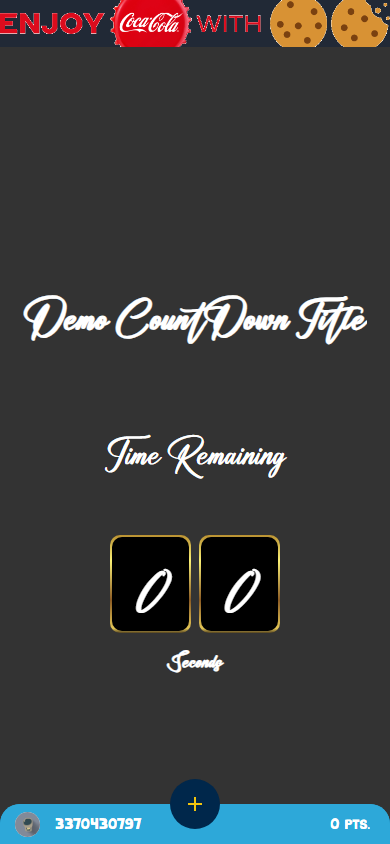 ENJOY Coca-Cola WITH
Demo CountDown Title
Time Remaining
0 0
Seconds
+
3370430797 0 PTS.